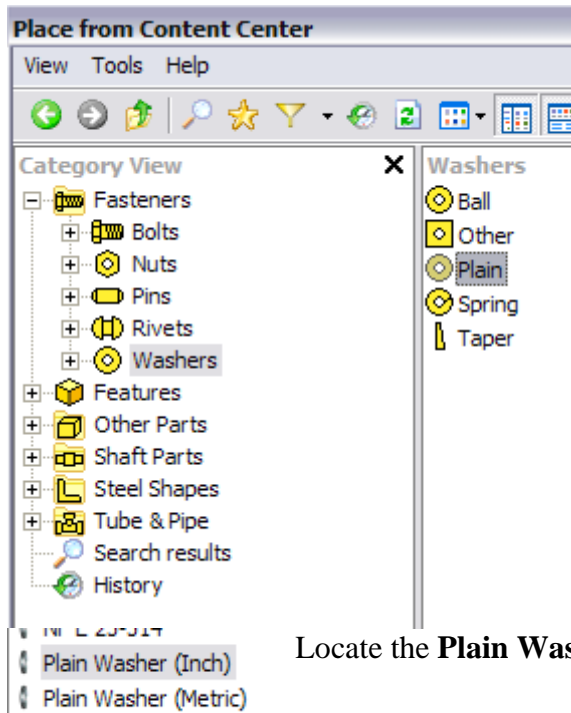 Place from Content Center
View Tools Help
Category View
Fasteners
Bolts
Nuts
Pins
Rivets
Washers
Features
Other Parts
Shaft Parts
Steel Shapes
Tube & Pipe
Search results
History
Washers
Ball
Other
Plain
Spring
Taper
Plain Washer (Inch)
Plain Washer (Metric)
Locate the Plain Was